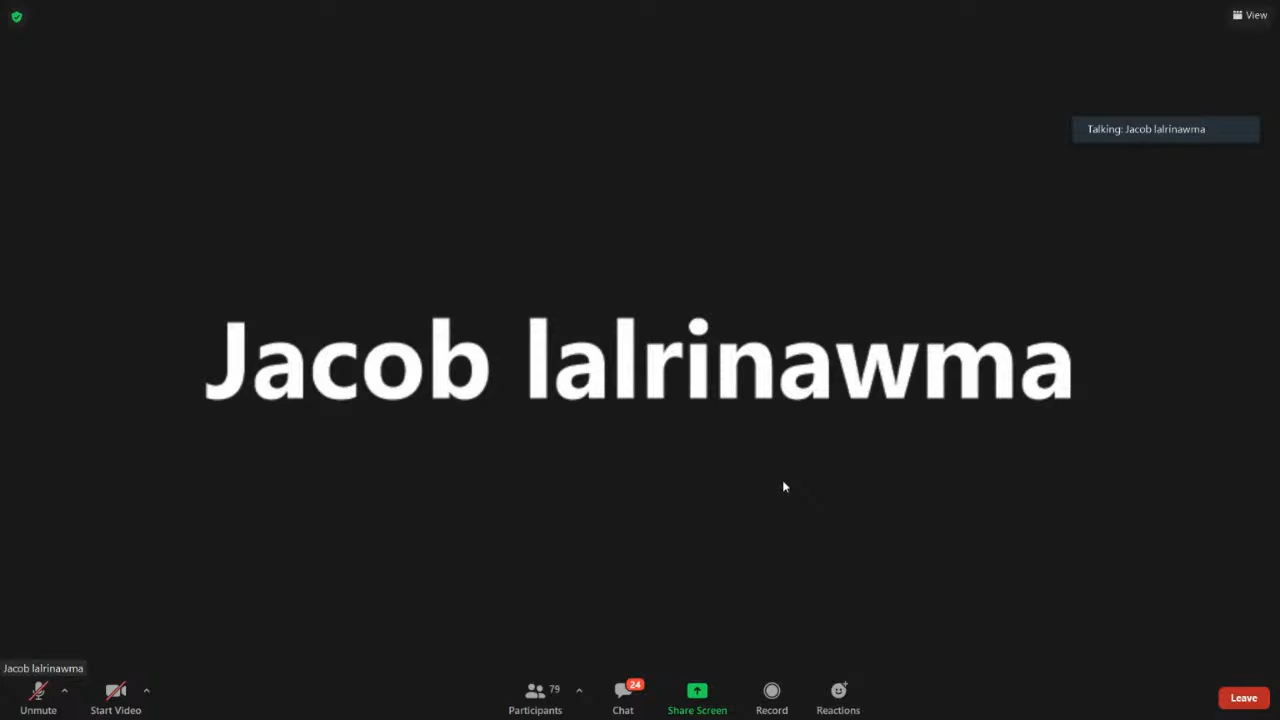 View
Talking: Jacob lalrinawma
Jacob lalrinawma
Jacob lalrinawma
79
24
Unmute
Start Video
Participants
Chat
Share Screen
Record
Reactions
Leave